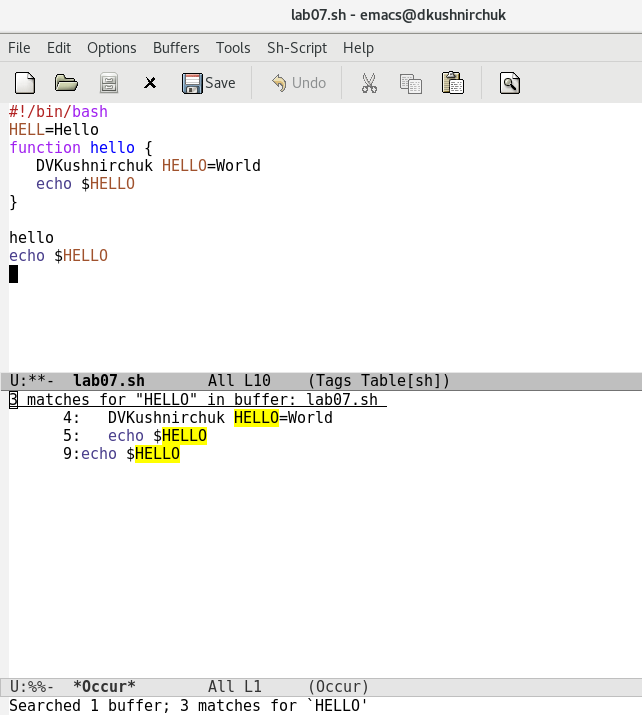 lab07.sh - emacs@dkushnirchuk
File Edit Options Buffers Tools Sh-Script Help
Save Undo
#!/bin/bash
HELL=Hello
function hello {
   DVKushnirchuk HELLO=World
   echo $HELLO
}
hello
echo $HELLO
U:**-  lab07.sh       All L10    (Tags Table[sh])
3 matches for "HELLO" in buffer: lab07.sh
      4:   DVKushnirchuk HELLO=World
      5:   echo $HELLO
      9:echo $HELLO
U:%%-  *Occur*        All L1     (Occur)
Searched 1 buffer; 3 matches for `HELLO'